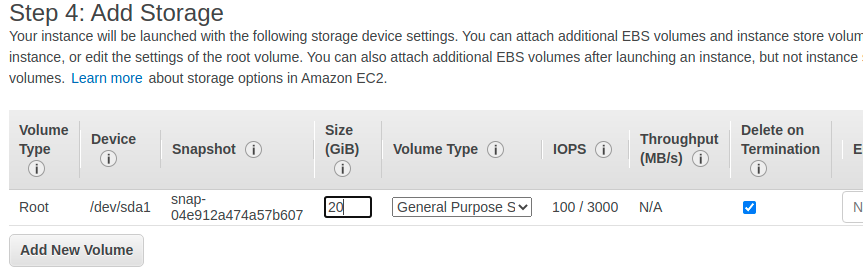 Step 4: Add Storage
Your instance will be launched with the following storage device settings. You can attach additional EBS volumes and instance store volum
instance, or edit the settings of the root volume. You can also attach additional EBS volumes after launching an instance, but not instance
volumes. Learn more about storage options in Amazon EC2.
Volume Type Device Snapshot Size (GiB) Volume Type IOPS Throughput (MB/s) Delete on Termination E
Root /dev/sda1 snap-04e912a474a57b607 20 General Purpose S 100 / 3000 N/A N
Add New Volume